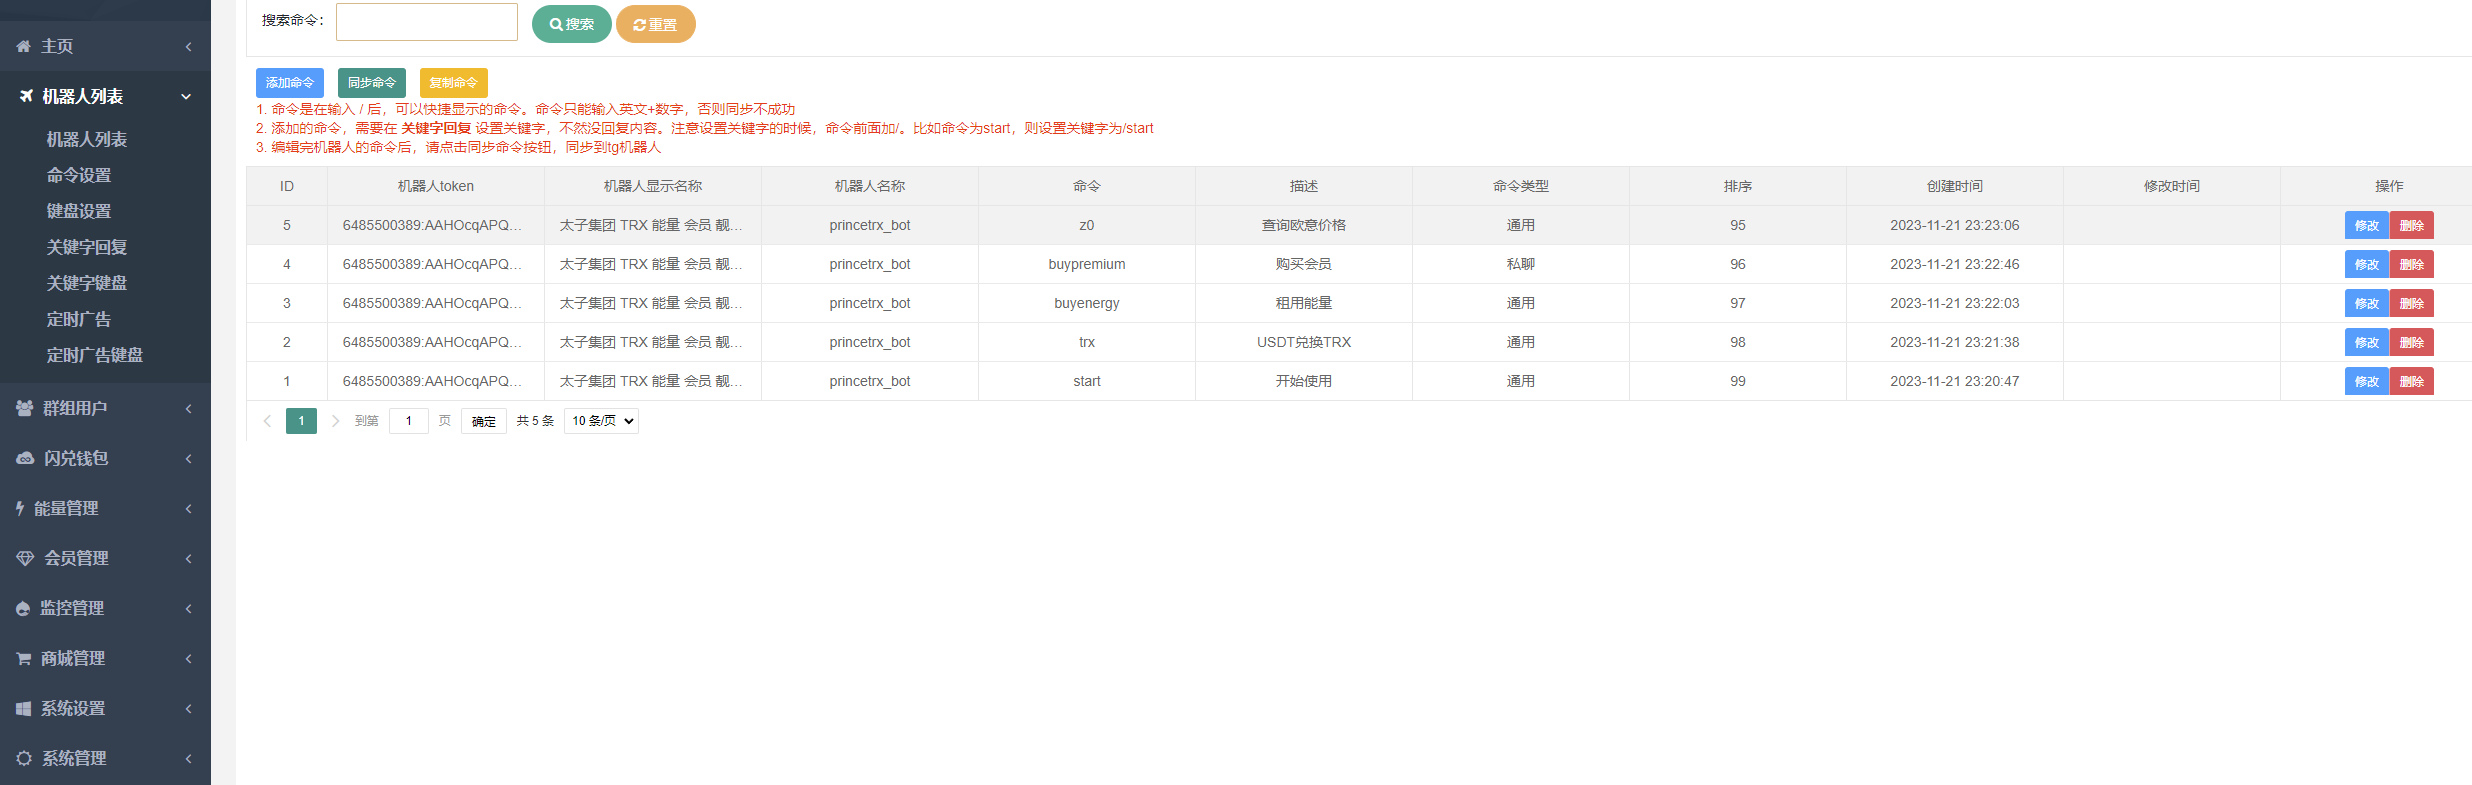 搜索命令：
搜索
重置
主页
机器人列表
机器人列表
命令设置
键盘设置
关键字回复
关键字键盘
定时广告
定时广告键盘
群组用户
闪兑钱包
能量管理
会员管理
监控管理
商城管理
系统设置
系统管理
添加命令 同步命令 复制命令
1. 命令是在输入 / 后，可以快捷显示的命令。命令只能输入英文+数字，否则同步不成功
2. 添加的命令，需要在 关键字回复 设置关键字，不然没回复内容。注意设置关键字的时候，命令前面加/。比如命令为start，则设置关键字为/start
3. 编辑完机器人的命令后，请点击同步命令按钮，同步到tg机器人
ID 机器人token 机器人显示名称 机器人名称 命令 描述 命令类型 排序 创建时间 修改时间 操作
5 6485500389:AAHOcqAPQ... 太子集团 TRX 能量 会员 靓... princetrx_bot z0 查询欧意价格 通用 95 2023-11-21 23:23:06 修改 删除
4 6485500389:AAHOcqAPQ... 太子集团 TRX 能量 会员 靓... princetrx_bot buypremium 购买会员 私聊 96 2023-11-21 23:22:46 修改 删除
3 6485500389:AAHOcqAPQ... 太子集团 TRX 能量 会员 靓... princetrx_bot buyenergy 租用能量 通用 97 2023-11-21 23:22:03 修改 删除
2 6485500389:AAHOcqAPQ... 太子集团 TRX 能量 会员 靓... princetrx_bot trx USDT兑换TRX 通用 98 2023-11-21 23:21:38 修改 删除
1 6485500389:AAHOcqAPQ... 太子集团 TRX 能量 会员 靓... princetrx_bot start 开始使用 通用 99 2023-11-21 23:20:47 修改 删除
1 到第 1 页 确定 共 5 条 10 条/页